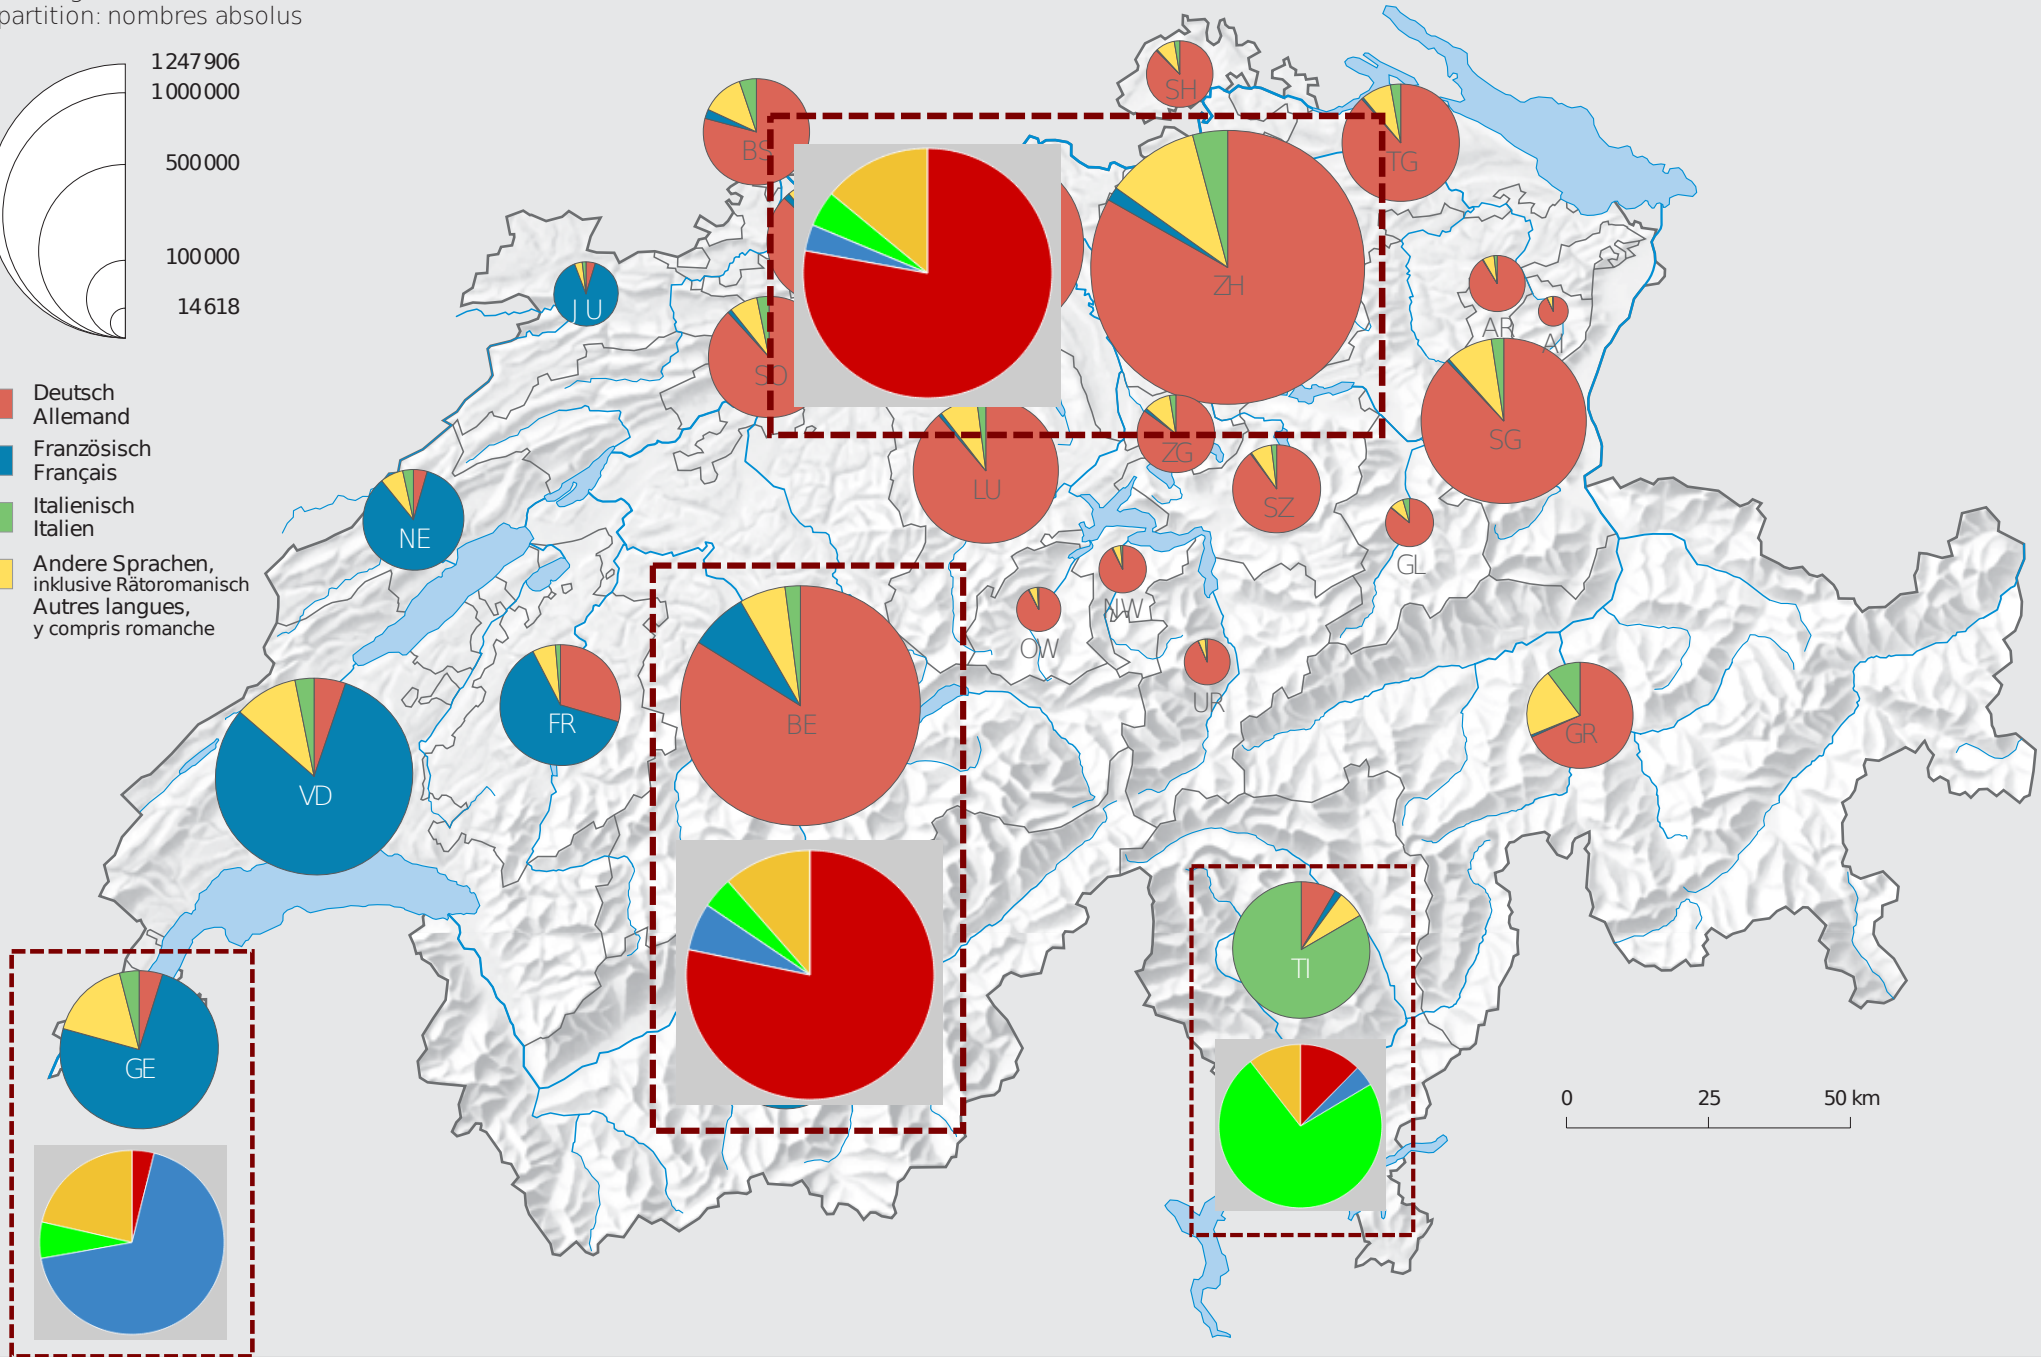 partition: nombres absolus
1 247 906
1 000 000
500 000
100 000
14 618
Deutsch
Allemand
Französisch
Français
Italienisch
Italien
Andere Sprachen,
inklusive Rätoromanisch
Autres langues,
y compris romanche
SH
BS
TG
ZH
JU
AR
AI
SO
SG
ZG
LU
SZ
NE
GL
NW
OW
UR
FR
BE
GR
VD
TI
GE
0 25 50 km